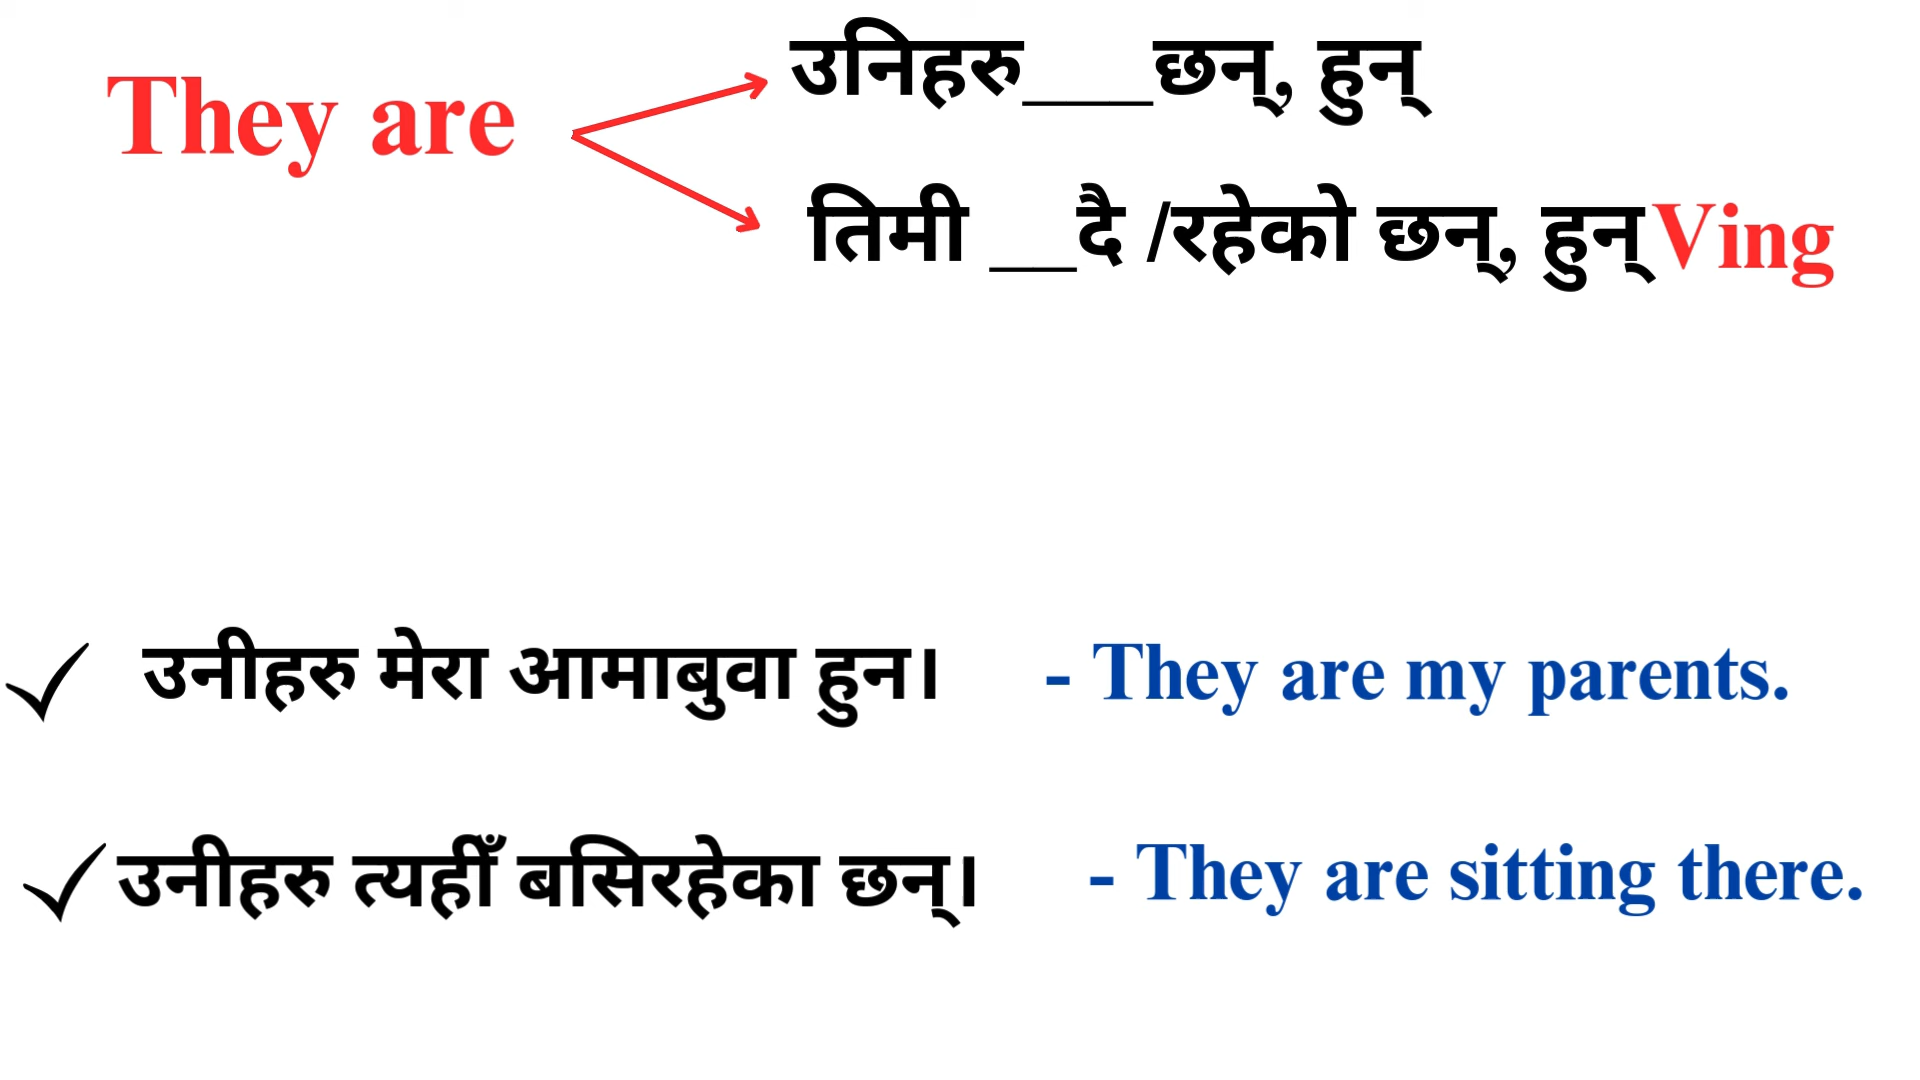 They are
उनिहरु___छन्, हुन्
तिमी __दै /रहेको छन्, हुन् Ving
उनीहरु मेरा आमाबुवा हुन। - They are my parents.
उनीहरु त्यहीँ बसिरहेका छन्। - They are sitting there.